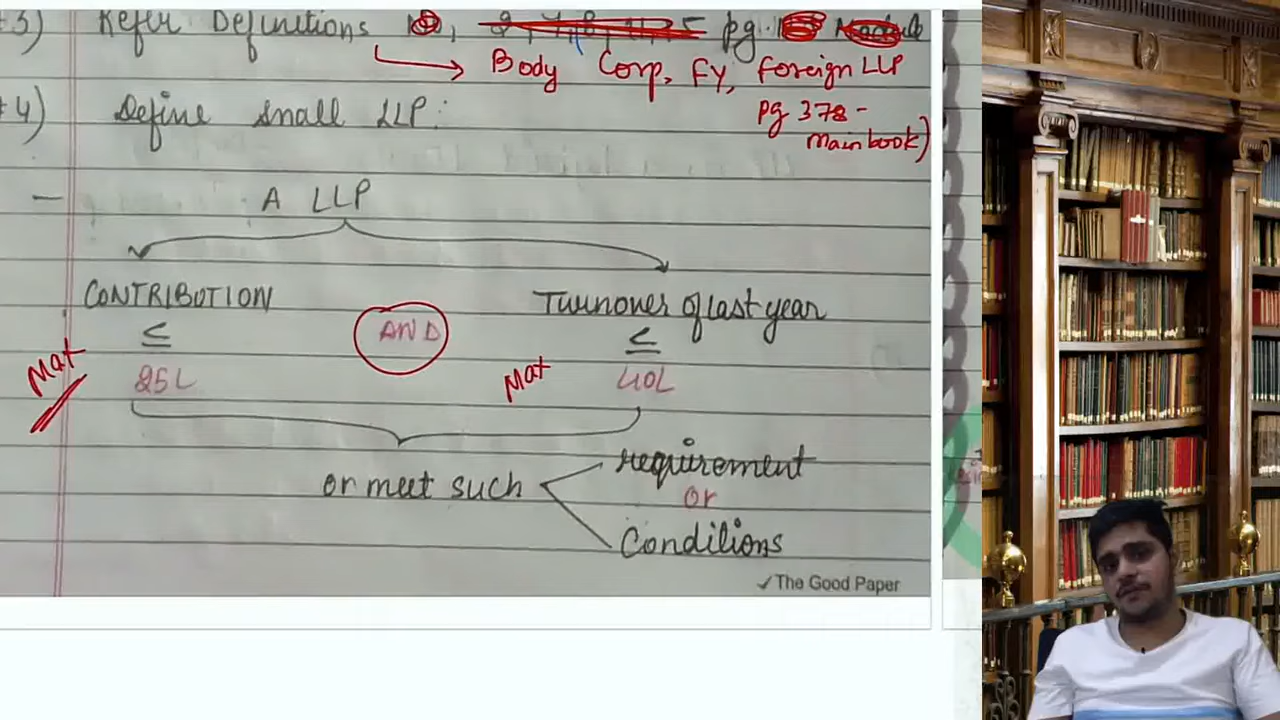 #3) Refer Definitions pg
Body Corp, FY, Foreign LLP
pg 378 -
main book)
#4) Define Small LLP:
— A LLP
CONTRIBUTION AND Turnover of last year
≤ ≤
Mat 25L Mat 40L
or meet such requirement
or
Conditions
✓The Good Paper